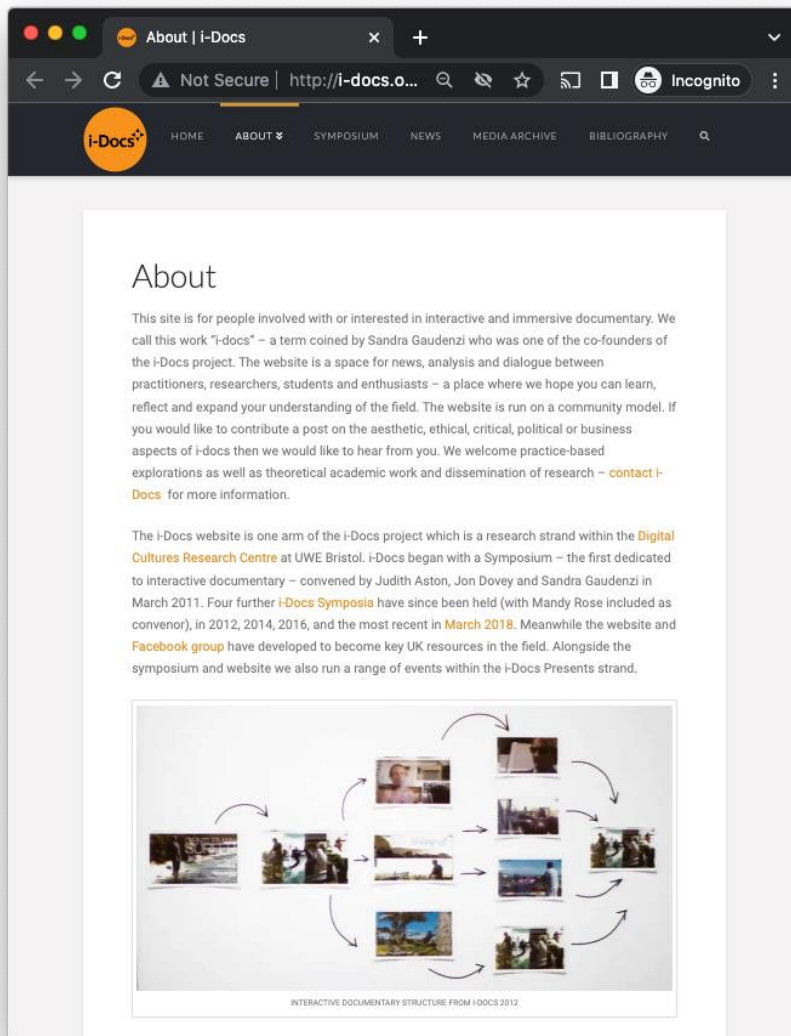 About | i-Docs
Not Secure | http://i-docs.o...
Incognito
i-Docs
HOME
ABOUT
SYMPOSIUM
NEWS
MEDIA ARCHIVE
BIBLIOGRAPHY
About
This site is for people involved with or interested in interactive and immersive documentary. We
call this work "i-docs" – a term coined by Sandra Gaudenzi who was one of the co-founders of
the i-Docs project. The website is a space for news, analysis and dialogue between
practitioners, researchers, students and enthusiasts – a place where we hope you can learn,
reflect and expand your understanding of the field. The website is run on a community model. If
you would like to contribute a post on the aesthetic, ethical, critical, political or business
aspects of i-docs then we would like to hear from you. We welcome practice-based
explorations as well as theoretical academic work and dissemination of research – contact i-
Docs for more information.
The i-Docs website is one arm of the i-Docs project which is a research strand within the Digital
Cultures Research Centre at UWE Bristol. i-Docs began with a Symposium – the first dedicated
to interactive documentary – convened by Judith Aston, Jon Dovey and Sandra Gaudenzi in
March 2011. Four further i-Docs Symposia have since been held (with Mandy Rose included as
convenor), in 2012, 2014, 2016, and the most recent in March 2018. Meanwhile the website and
Facebook group have developed to become key UK resources in the field. Alongside the
symposium and website we also run a range of events within the i-Docs Presents strand.
INTERACTIVE DOCUMENTARY STRUCTURE FROM I-DOCS 2012